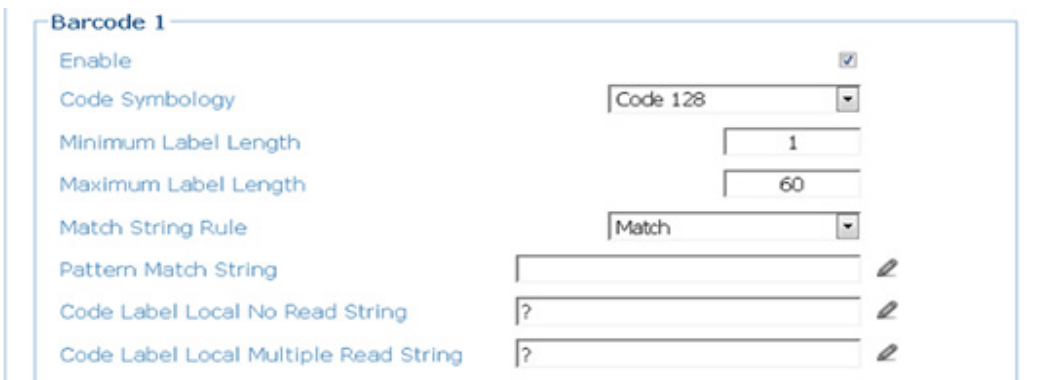 Barcode 1
Enable
Code Symbology Code 128
Minimum Label Length 1
Maximum Label Length 60
Match String Rule Match
Pattern Match String
Code Label Local No Read String ?
Code Label Local Multiple Read String ?